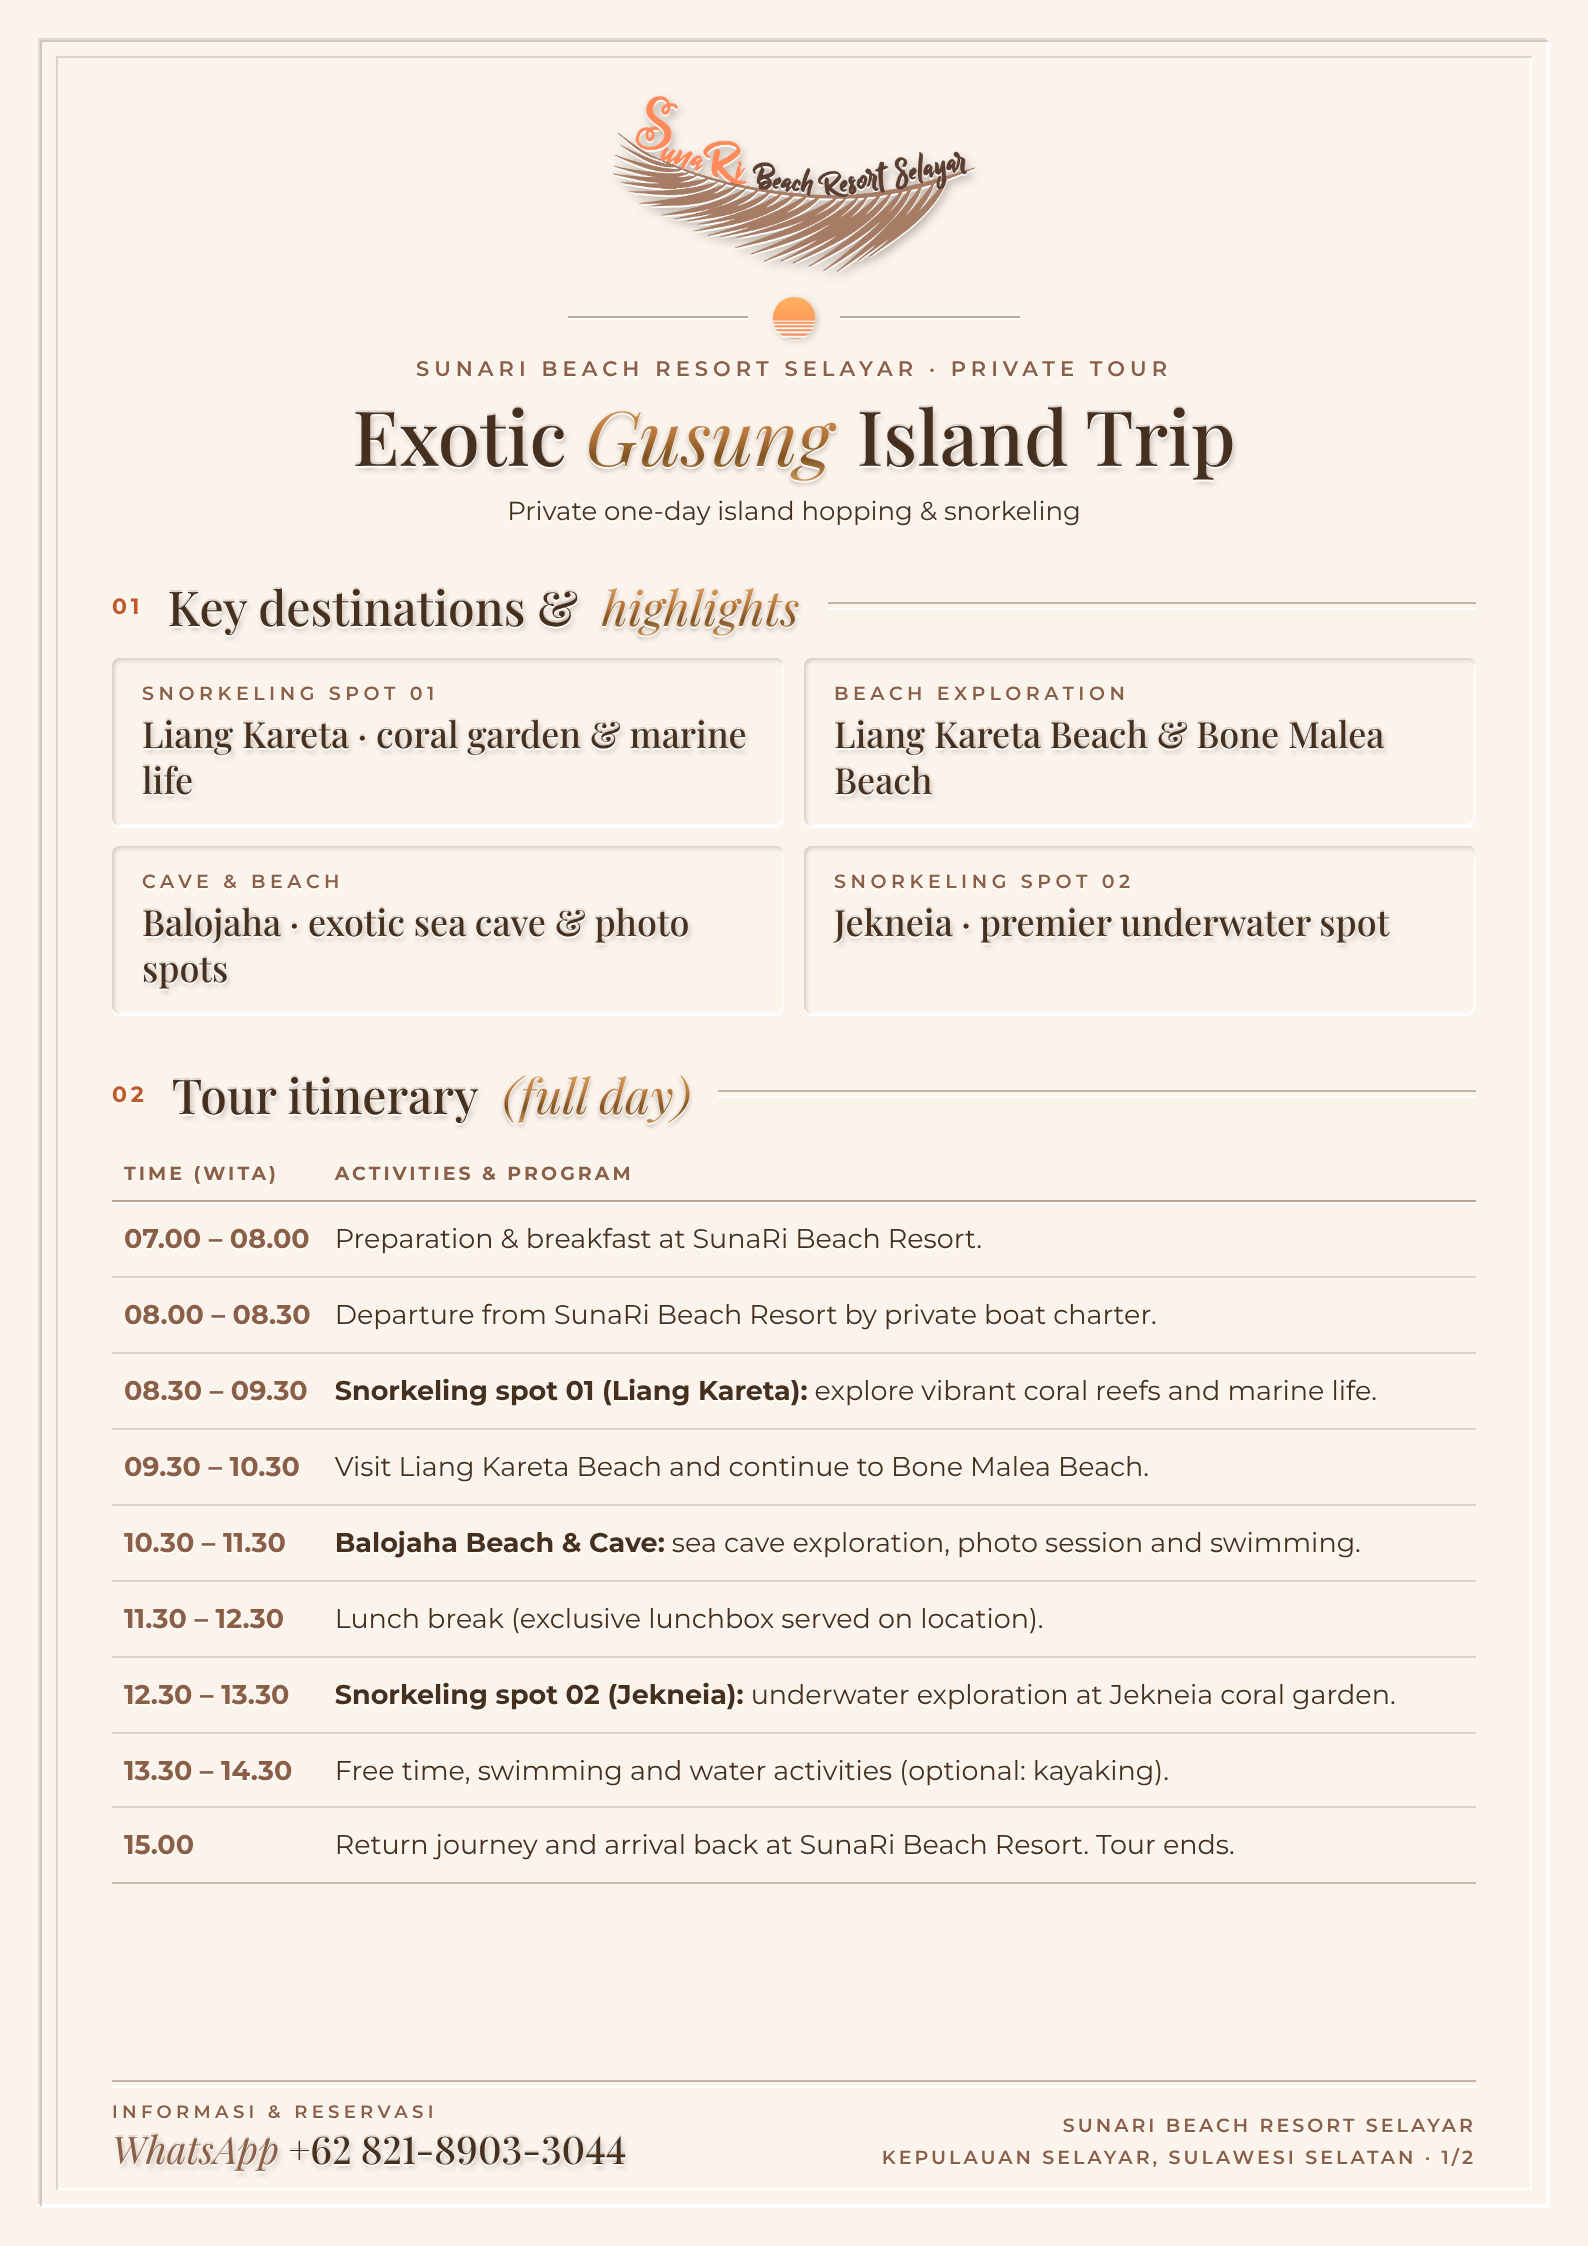 SunaRi Beach Resort Selayar
SUNARI BEACH RESORT SELAYAR · PRIVATE TOUR
Exotic Gusung Island Trip
Private one-day island hopping & snorkeling
01 Key destinations & highlights
SNORKELING SPOT 01
Liang Kareta · coral garden & marine
life
BEACH EXPLORATION
Liang Kareta Beach & Bone Malea
Beach
CAVE & BEACH
Balojaha · exotic sea cave & photo
spots
SNORKELING SPOT 02
Jekneia · premier underwater spot
02 Tour itinerary (full day)
TIME (WITA) ACTIVITIES & PROGRAM
07.00 – 08.00 Preparation & breakfast at SunaRi Beach Resort.
08.00 – 08.30 Departure from SunaRi Beach Resort by private boat charter.
08.30 – 09.30 Snorkeling spot 01 (Liang Kareta): explore vibrant coral reefs and marine life.
09.30 – 10.30 Visit Liang Kareta Beach and continue to Bone Malea Beach.
10.30 – 11.30 Balojaha Beach & Cave: sea cave exploration, photo session and swimming.
11.30 – 12.30 Lunch break (exclusive lunchbox served on location).
12.30 – 13.30 Snorkeling spot 02 (Jekneia): underwater exploration at Jekneia coral garden.
13.30 – 14.30 Free time, swimming and water activities (optional: kayaking).
15.00 Return journey and arrival back at SunaRi Beach Resort. Tour ends.
INFORMASI & RESERVASI
WhatsApp +62 821-8903-3044
SUNARI BEACH RESORT SELAYAR
KEPULAUAN SELAYAR, SULAWESI SELATAN · 1/2